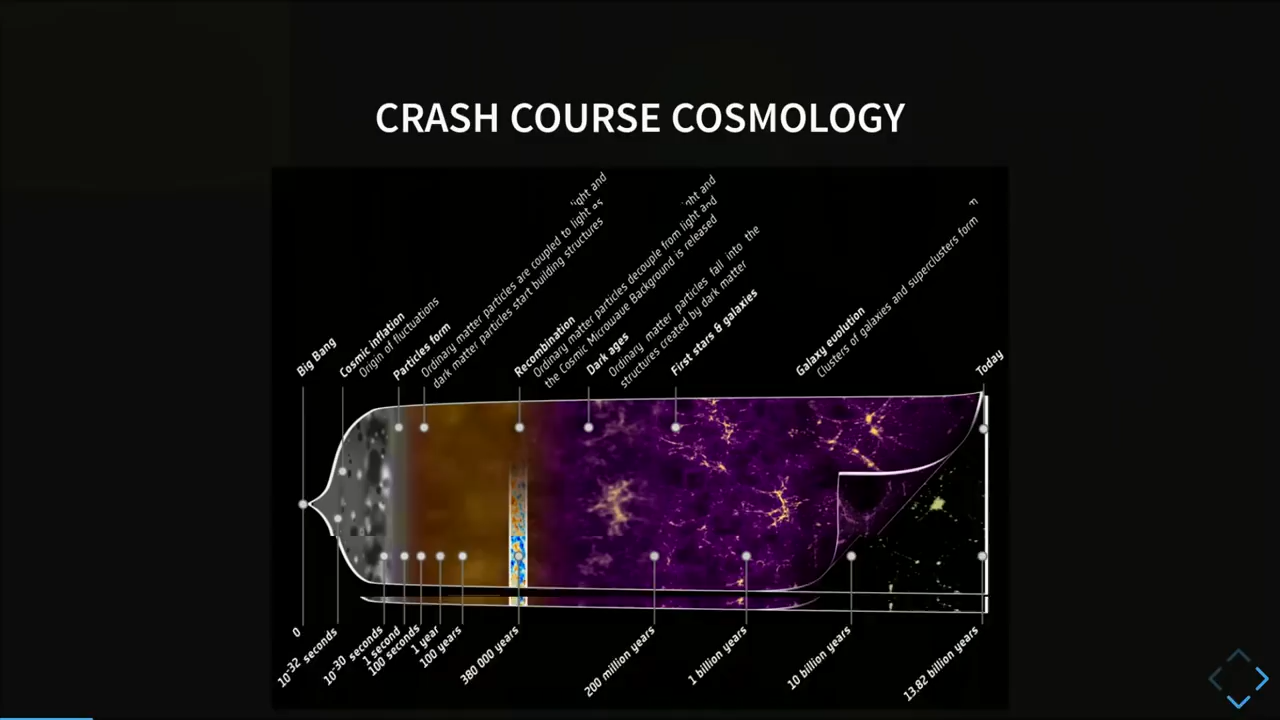 CRASH COURSE COSMOLOGY
Big Bang
Cosmic inflation
Origin of fluctuations
Particles form
Ordinary matter particles are coupled to light and
dark matter particles start building structures
Recombination
Ordinary matter particles decouple from light and
the Cosmic Microwave Background is released
Dark ages
Ordinary matter particles fall into the
structures created by dark matter
First stars & galaxies
Galaxy evolution
Clusters of galaxies and superclusters form
Today
0
10-32 seconds
10-30 seconds
1 second
100 seconds
1 year
100 years
380 000 years
200 million years
1 billion years
10 billion years
13.82 billion years